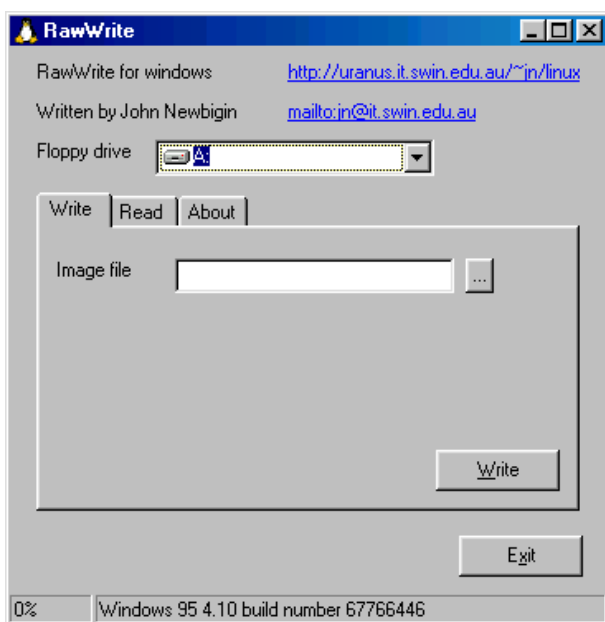 RawWrite
RawWrite for windows http://uranus.it.swin.edu.au/~jn/linux
Written by John Newbigin mailto:jn@it.swin.edu.au
Floppy drive A:
Write Read About
Image file ...
Write
Exit
0% Windows 95 4.10 build number 67766446